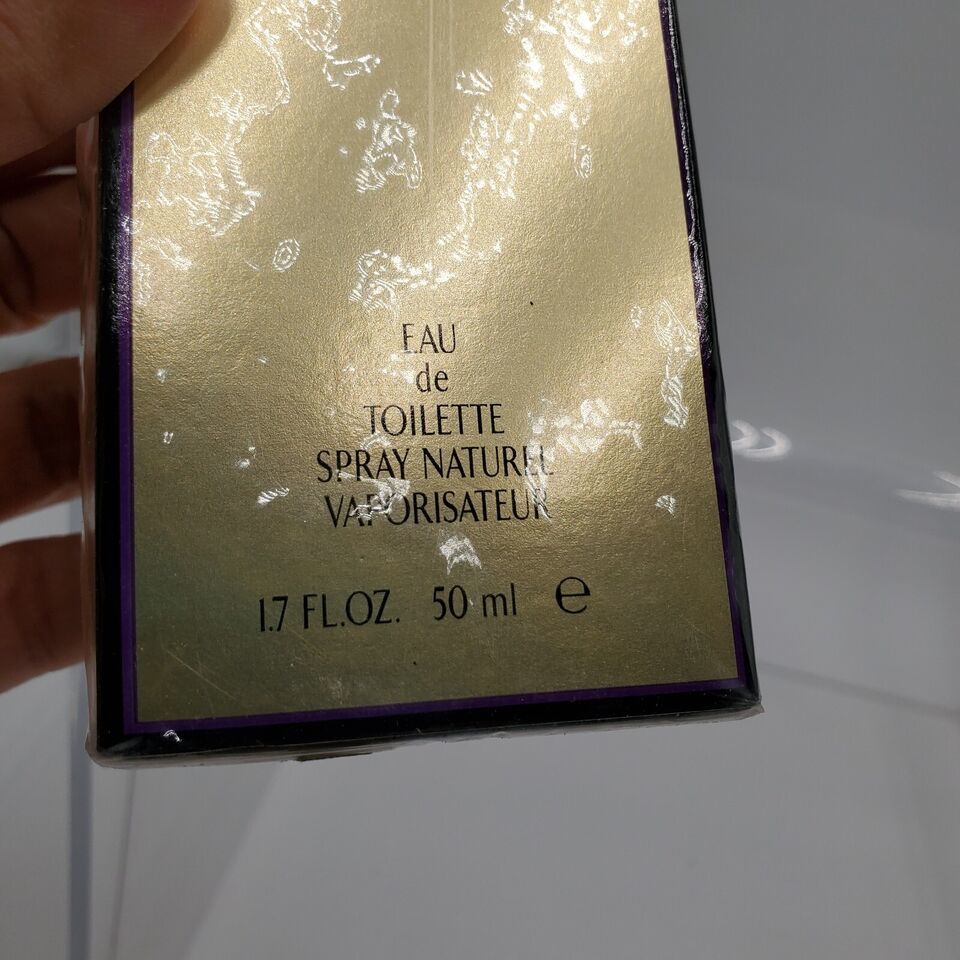 EAU
de
TOILETTE
SPRAY NATUREL
VAPORISATEUR
1.7 FL.OZ. 50 ml ℮